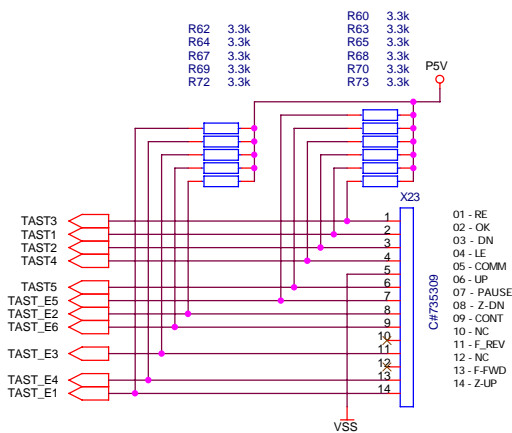 R62 3.3k
R64 3.3k
R67 3.3k
R69 3.3k
R72 3.3k
R60 3.3k
R63 3.3k
R65 3.3k
R68 3.3k
R70 3.3k
R73 3.3k
P5V
X23
TAST3 1
TAST1 2
TAST2 3
TAST4 4
5
TAST5 6
TAST_E5 7
TAST_E2 8
TAST_E6 9
10
TAST_E3 11
12
TAST_E4 13
TAST_E1 14
C#735309
VSS
01 - RE
02 - OK
03 - DN
04 - LE
05 - COMM
06 - UP
07 - PAUSE
08 - Z-DN
09 - CONT
10 - NC
11 - F_REV
12 - NC
13 - F-FWD
14 - Z-UP